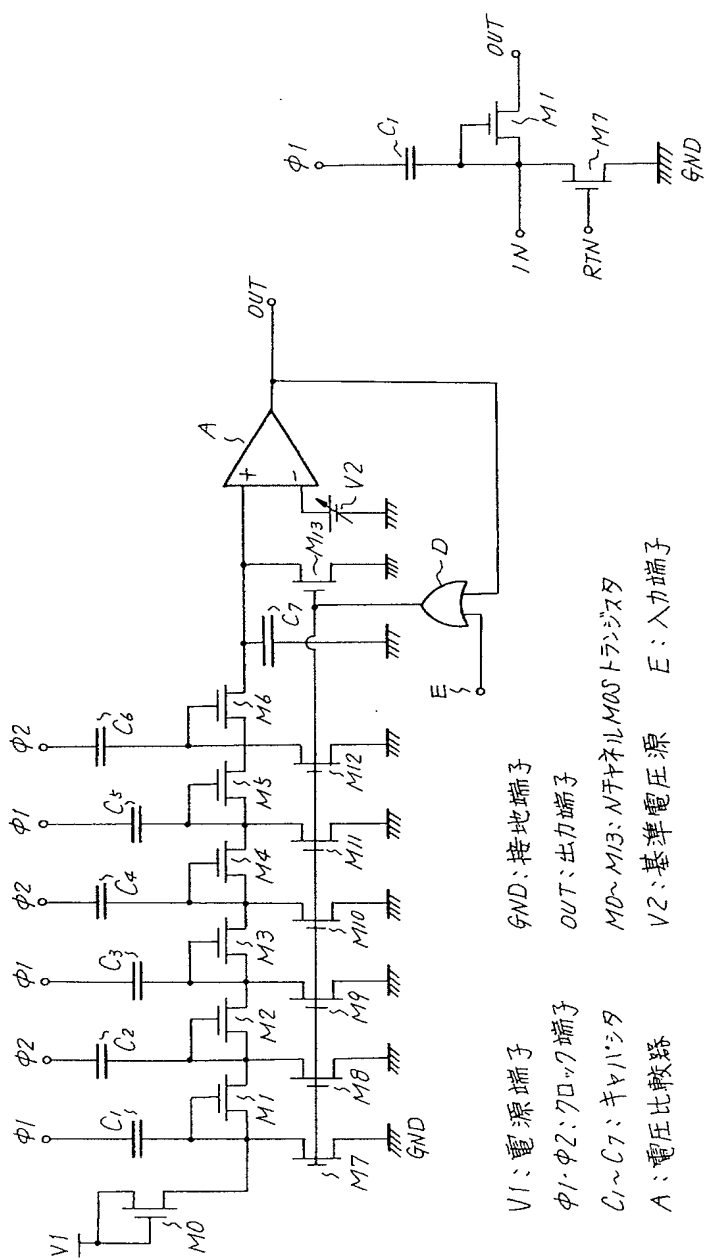 V1
M0
φ1
C1
M1
M7
GND
φ2
C2
M2
M8
φ1
C3
M3
M9
φ2
C4
M4
M10
φ1
C5
M5
M11
φ2
C6
M6
M12
C7
M13
E
D
+
-
A
V2
OUT
φ1
C1
IN
M1
OUT
RTN
M7
GND
V1：電源端子
φ1・φ2：クロック端子
C1～C7：キャパシタ
A：電圧比較器
GND：接地端子
OUT：出力端子
M0～M13：NチャネルMOSトランジスタ
V2：基準電圧源 E：入力端子